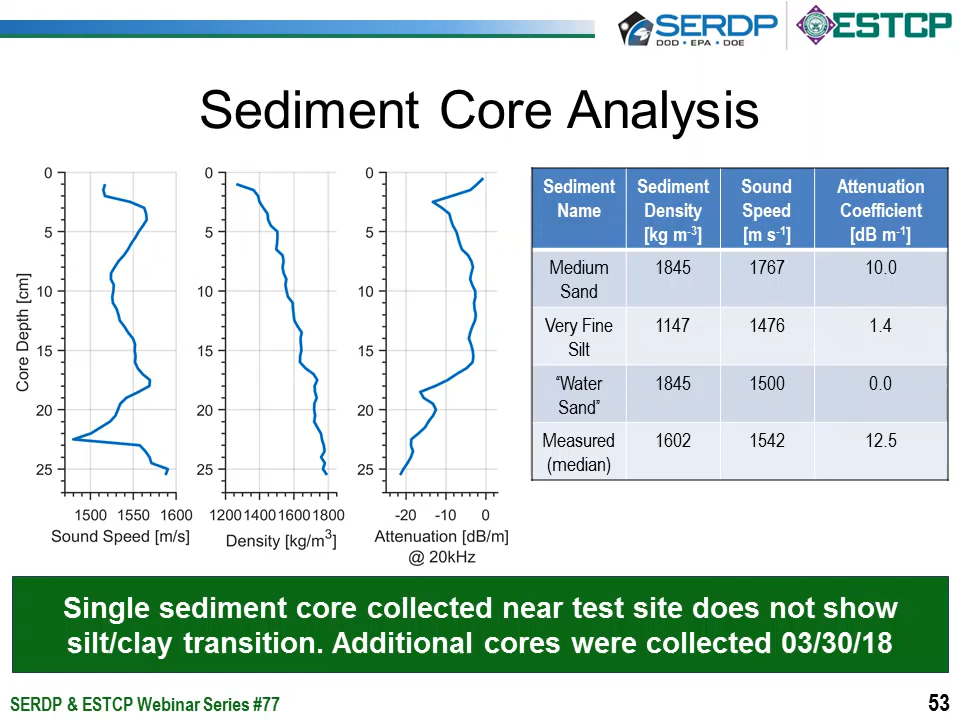 SERDP
DOD • EPA • DOE
ESTCP
Sediment Core Analysis
0
5
10
15
20
25
Core Depth [cm]
1500 1550 1600
Sound Speed [m/s]
0
5
10
15
20
25
1200 1400 1600 1800
Density [kg/m³]
0
5
10
15
20
25
-20 -10 0
Attenuation [dB/m]
@ 20kHz
Sediment Name | Sediment Density [kg m⁻³] | Sound Speed [m s⁻¹] | Attenuation Coefficient [dB m⁻¹]
Medium Sand | 1845 | 1767 | 10.0
Very Fine Silt | 1147 | 1476 | 1.4
“Water Sand” | 1845 | 1500 | 0.0
Measured (median) | 1602 | 1542 | 12.5
Single sediment core collected near test site does not show
silt/clay transition. Additional cores were collected 03/30/18
SERDP & ESTCP Webinar Series #77
53